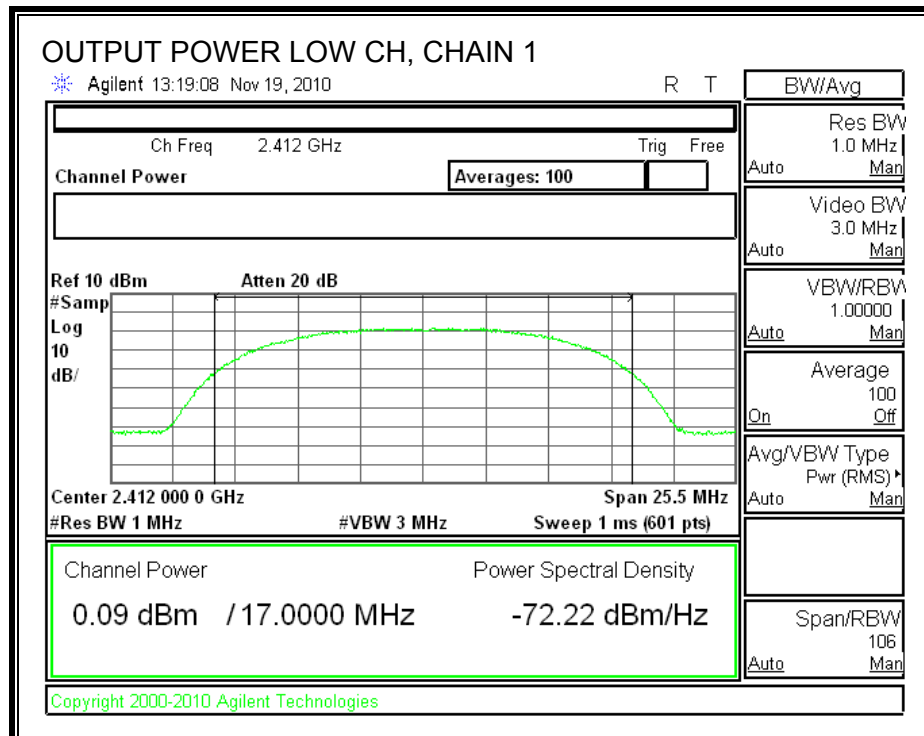 OUTPUT POWER LOW CH, CHAIN 1
Agilent 13:19:08 Nov 19, 2010 R T
Ch Freq 2.412 GHz Trig Free
Channel Power Averages: 100
Ref 10 dBm Atten 20 dB
#Samp
Log
10
dB/
Center 2.412 000 0 GHz Span 25.5 MHz
#Res BW 1 MHz #VBW 3 MHz Sweep 1 ms (601 pts)
Channel Power Power Spectral Density
0.09 dBm / 17.0000 MHz -72.22 dBm/Hz
Copyright 2000-2010 Agilent Technologies
BW/Avg
Res BW
1.0 MHz
Auto Man
Video BW
3.0 MHz
Auto Man
VBW/RBW
1.00000
Auto Man
Average
100
On Off
Avg/VBW Type
Pwr (RMS)
Auto Man
Span/RBW
106
Auto Man